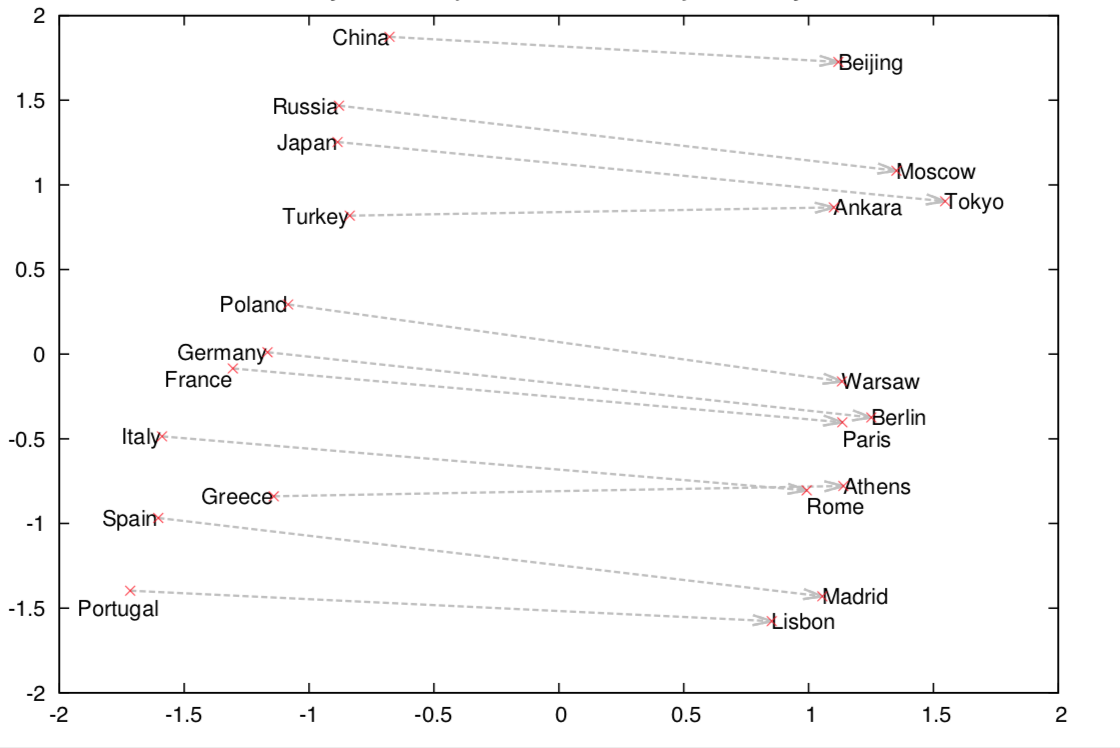 2
China
Beijing
1.5
Russia
Japan
Moscow
1
Tokyo
Turkey
Ankara
0.5
Poland
0
Germany
France
Warsaw
Berlin
-0.5
Italy
Paris
Greece
Athens
Rome
-1
Spain
Madrid
-1.5
Portugal
Lisbon
-2
-2 -1.5 -1 -0.5 0 0.5 1 1.5 2